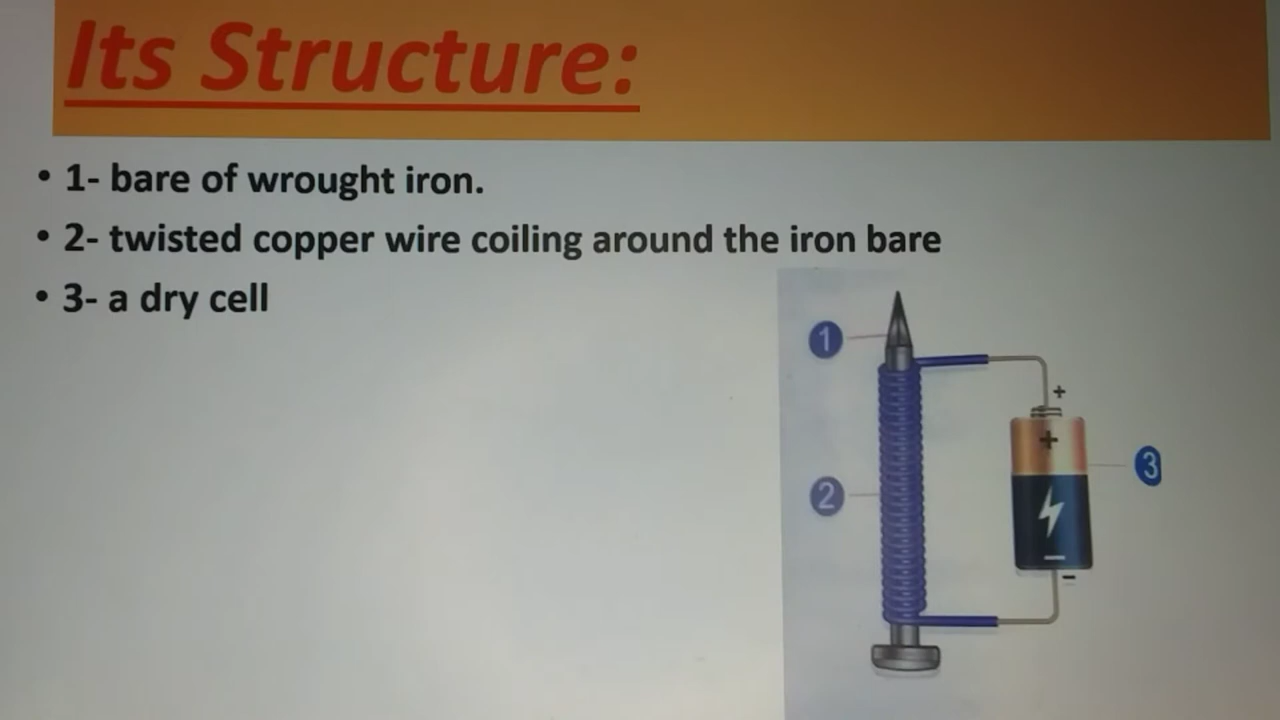 Its Structure:
• 1- bare of wrought iron.
• 2- twisted copper wire coiling around the iron bare
• 3- a dry cell
1
+
+
3
2
−
-